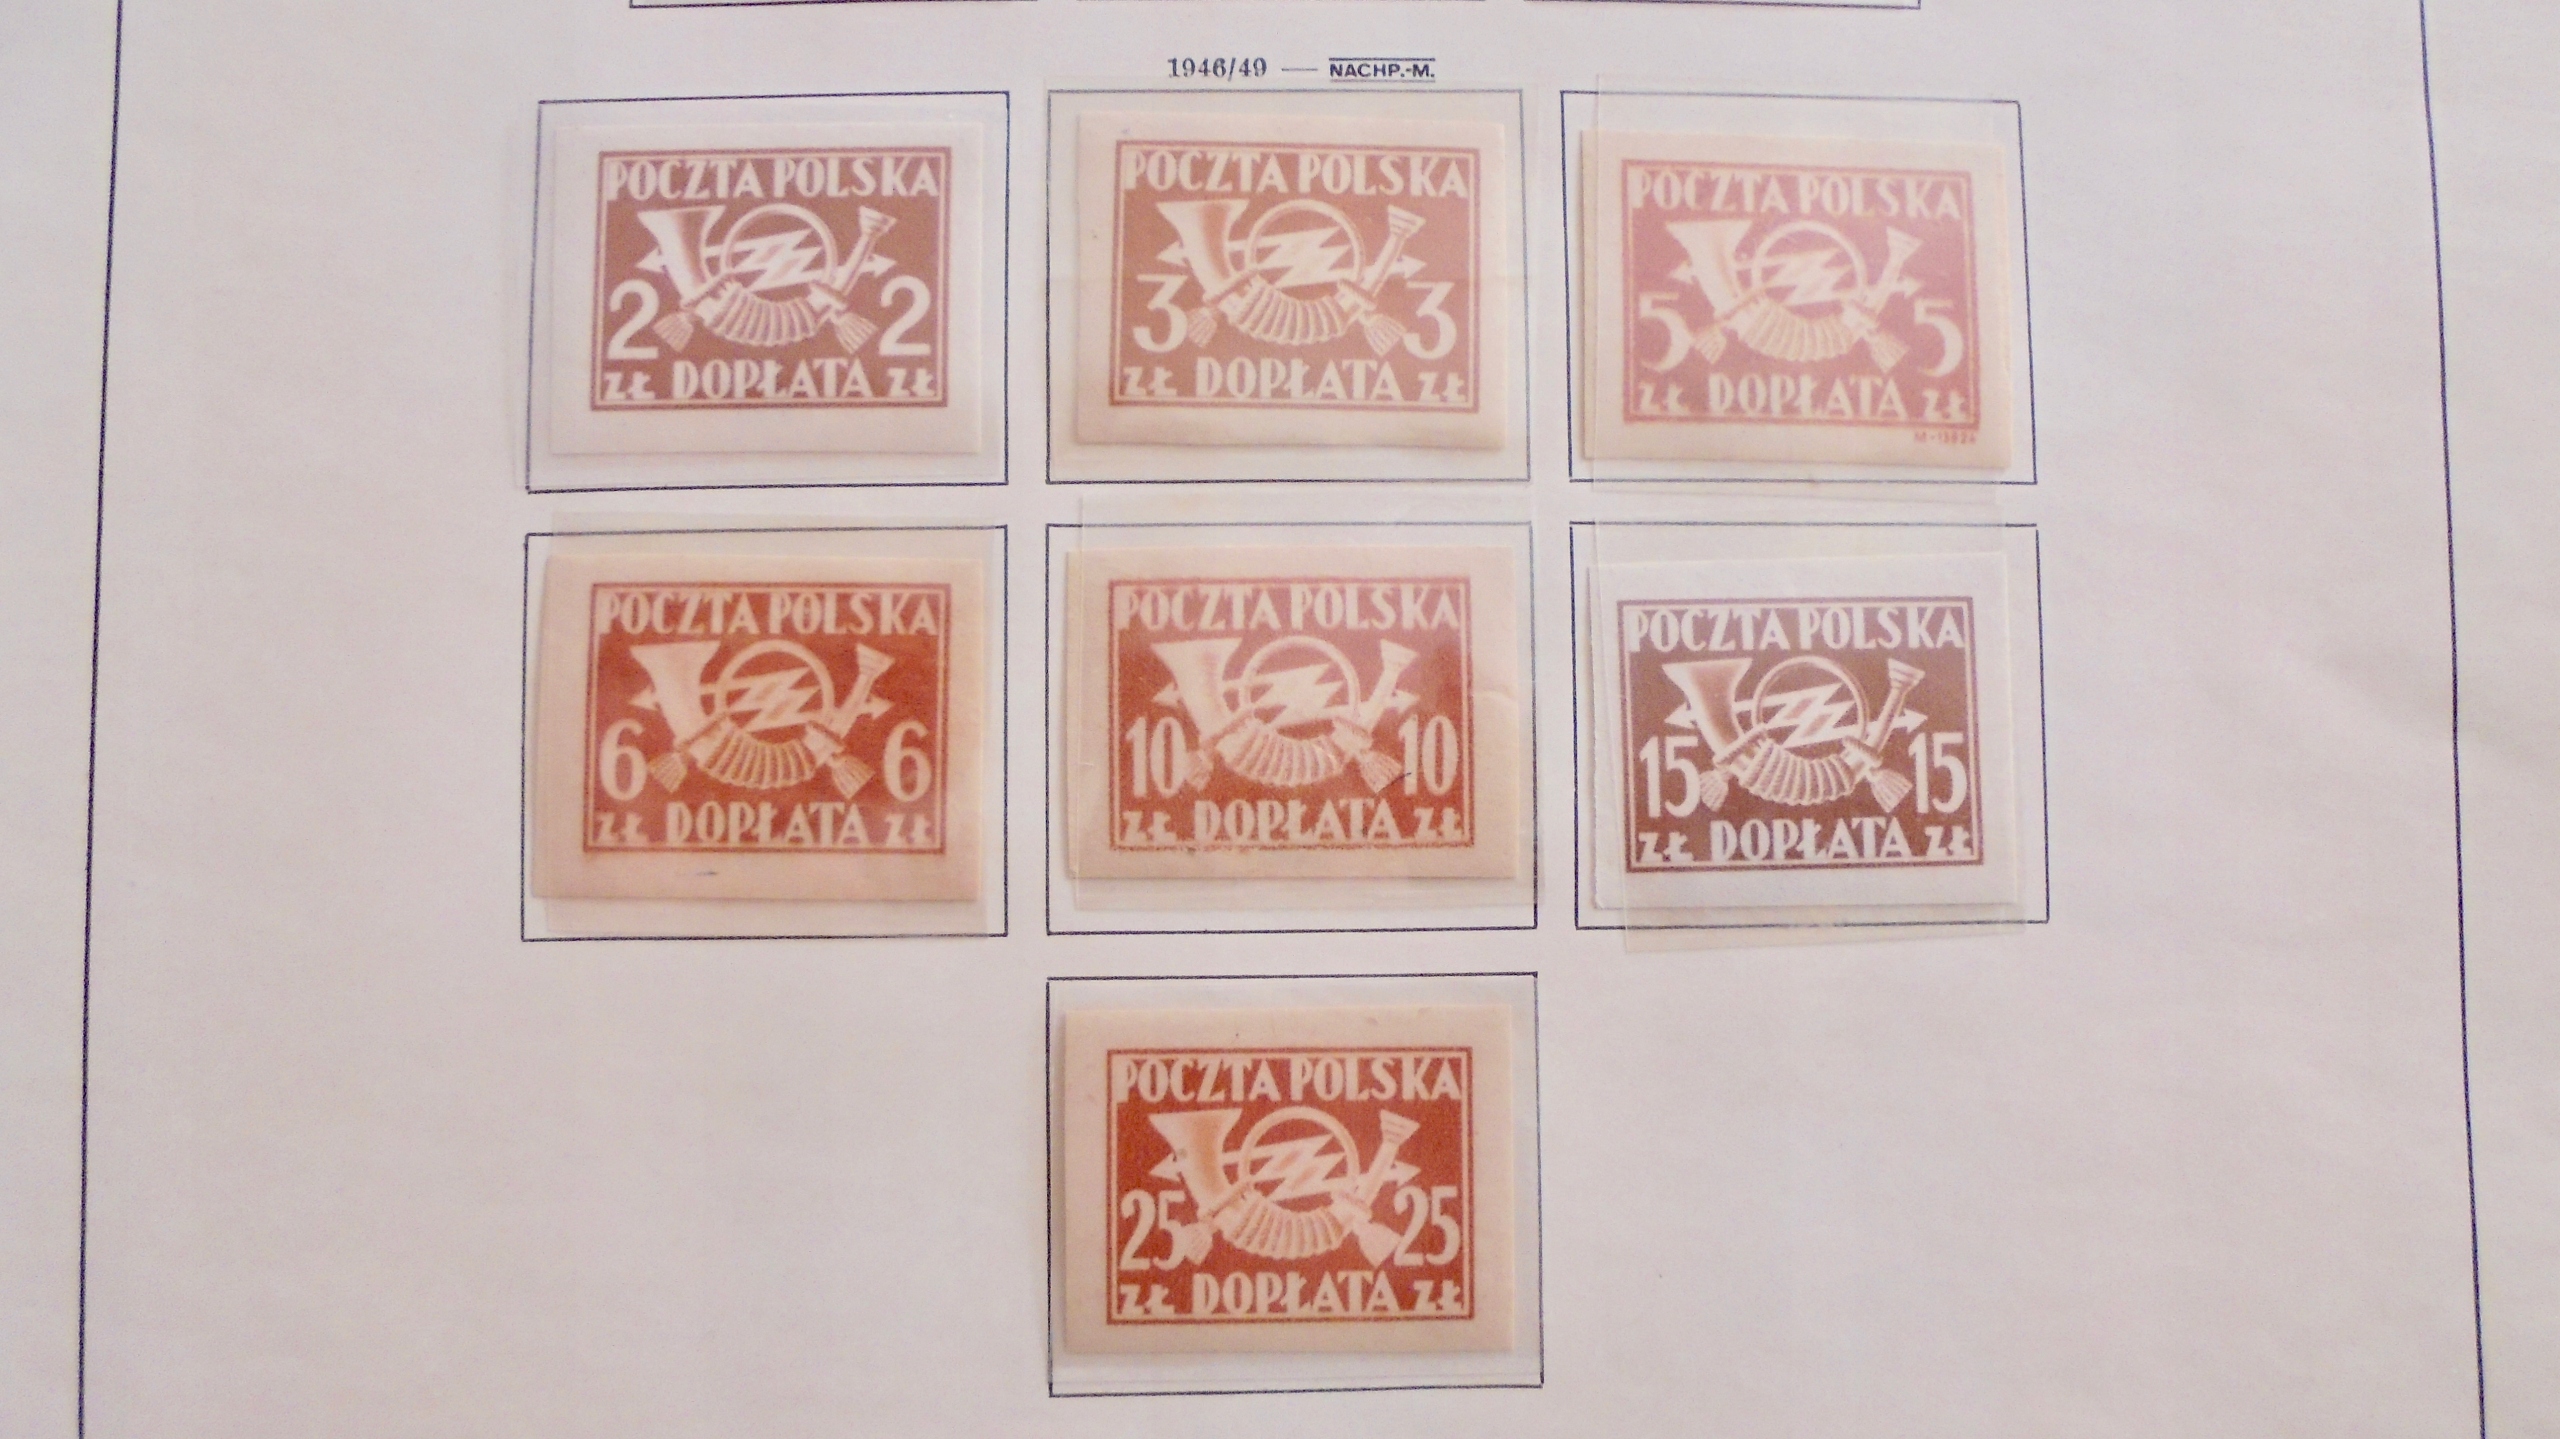 1946/49 — NACHP.-M.
POCZTA POLSKA
2 2
ZŁ DOPŁATA ZŁ
POCZTA POLSKA
3 3
ZŁ DOPŁATA ZŁ
POCZTA POLSKA
5 5
ZŁ DOPŁATA ZŁ
POCZTA POLSKA
6 6
ZŁ DOPŁATA ZŁ
POCZTA POLSKA
10 10
ZŁ DOPŁATA ZŁ
POCZTA POLSKA
15 15
ZŁ DOPŁATA ZŁ
POCZTA POLSKA
25 25
ZŁ DOPŁATA ZŁ